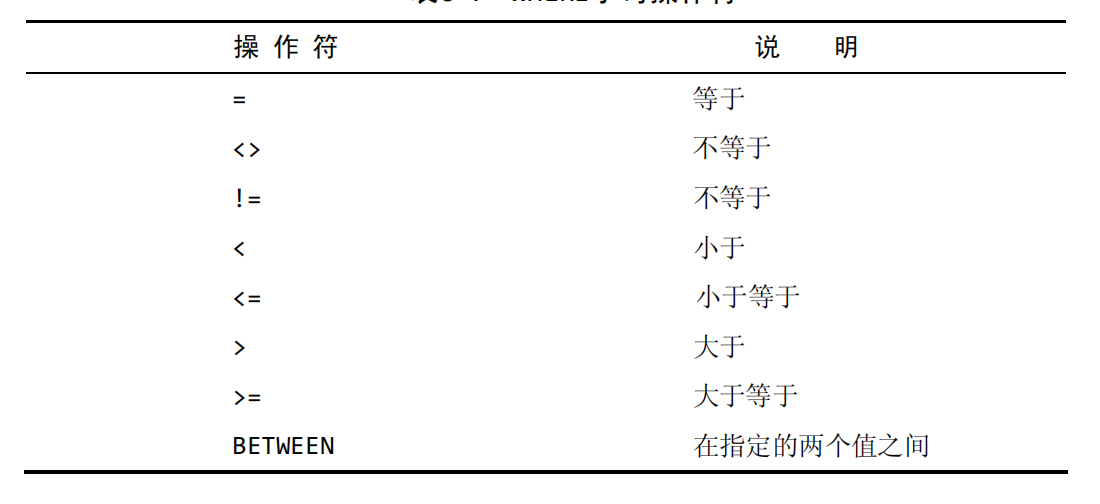 操 作 符 说 明
= 等于
<> 不等于
!= 不等于
< 小于
<= 小于等于
> 大于
>= 大于等于
BETWEEN 在指定的两个值之间